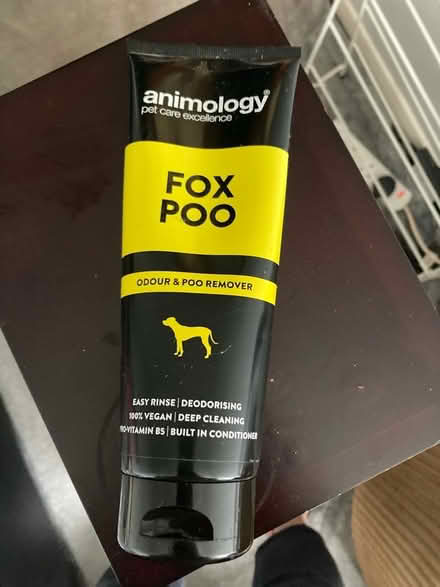 animology®
pet care excellence
FOX
POO
ODOUR & POO REMOVER
EASY RINSE | DEODORISING
100% VEGAN | DEEP CLEANING
PRO-VITAMIN B5 | BUILT IN CONDITIONER